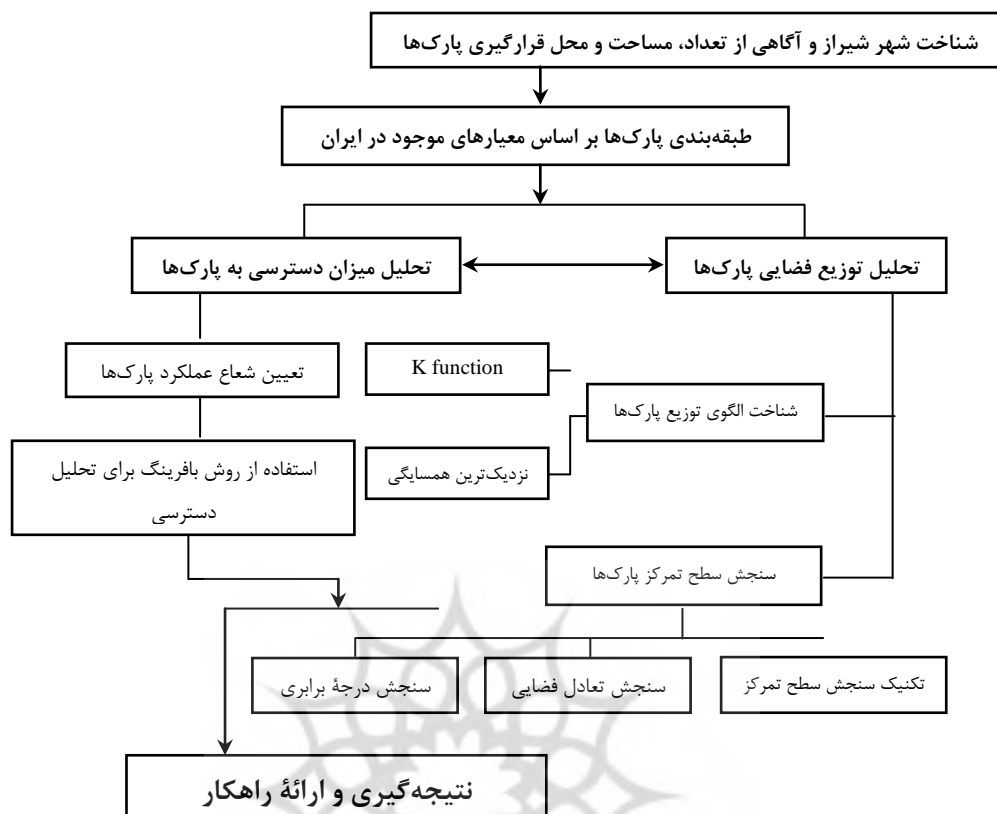 شناخت شهر شیراز و آگاهی از تعداد، مساحت و محل قرارگیری پارک‌ها
طبقه‌بندی پارک‌ها بر اساس معیارهای موجود در ایران
تحلیل توزیع فضایی پارک‌ها
تحلیل میزان دسترسی به پارک‌ها
K function
تعیین شعاع عملکرد پارک‌ها
شناخت الگوی توزیع پارک‌ها
نزدیک‌ترین همسایگی
استفاده از روش بافرینگ برای تحلیل
دسترسی
سنجش سطح تمرکز پارک‌ها
تکنیک سنجش سطح تمرکز
سنجش تعادل فضایی
سنجش درجهٔ برابری
نتیجه‌گیری و ارائهٔ راهکار